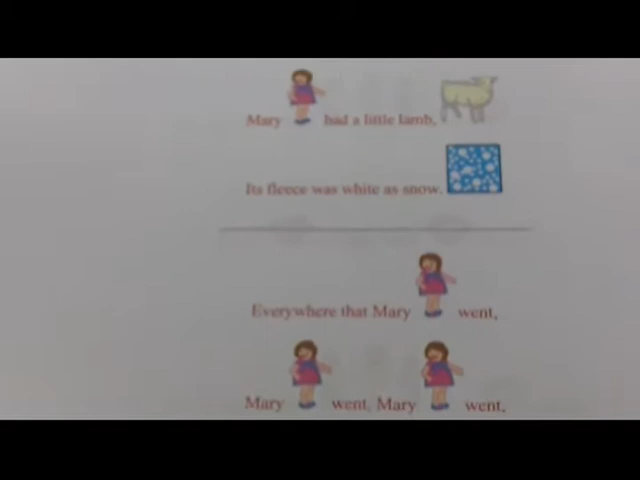 Mary had a little lamb,
Its fleece was white as snow.
Everywhere that Mary went,
Mary went, Mary went,